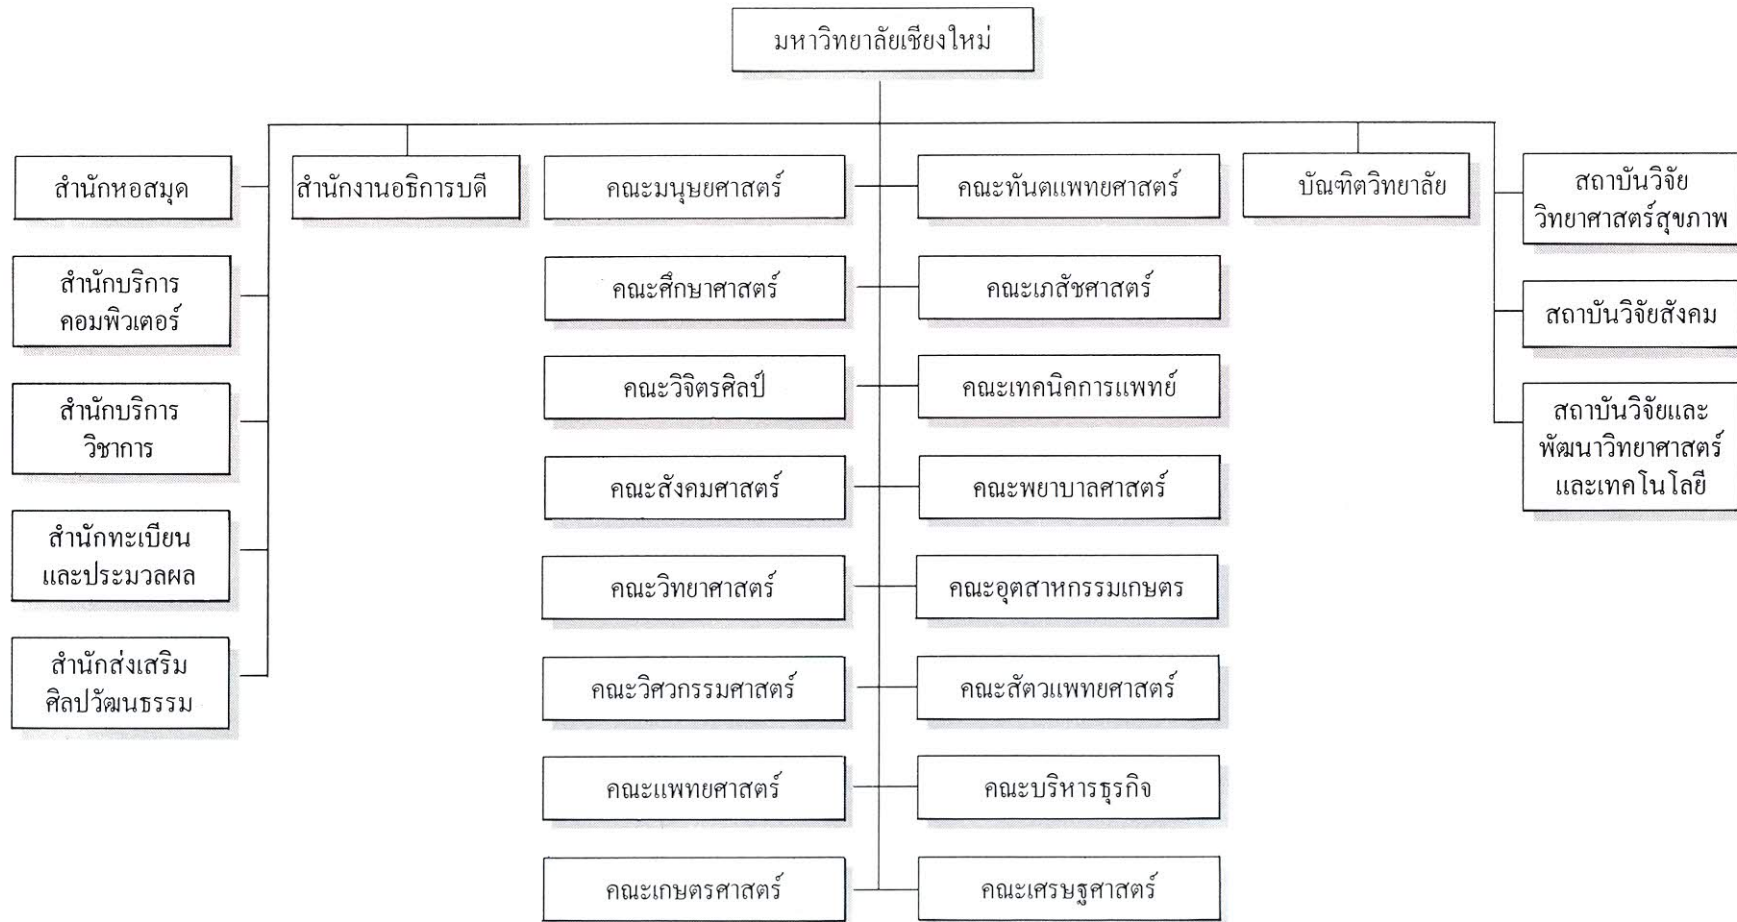 มหาวิทยาลัยเชียงใหม่
สำนักหอสมุด
สำนักบริการ
คอมพิวเตอร์
สำนักบริการ
วิชาการ
สำนักทะเบียน
และประมวลผล
สำนักส่งเสริม
ศิลปวัฒนธรรม
สำนักงานอธิการบดี
คณะมนุษยศาสตร์
คณะศึกษาศาสตร์
คณะวิจิตรศิลป์
คณะสังคมศาสตร์
คณะวิทยาศาสตร์
คณะวิศวกรรมศาสตร์
คณะแพทยศาสตร์
คณะเกษตรศาสตร์
คณะทันตแพทยศาสตร์
คณะเภสัชศาสตร์
คณะเทคนิคการแพทย์
คณะพยาบาลศาสตร์
คณะอุตสาหกรรมเกษตร
คณะสัตวแพทยศาสตร์
คณะบริหารธุรกิจ
คณะเศรษฐศาสตร์
บัณฑิตวิทยาลัย
สถาบันวิจัย
วิทยาศาสตร์สุขภาพ
สถาบันวิจัยสังคม
สถาบันวิจัยและ
พัฒนาวิทยาศาสตร์
และเทคโนโลยี